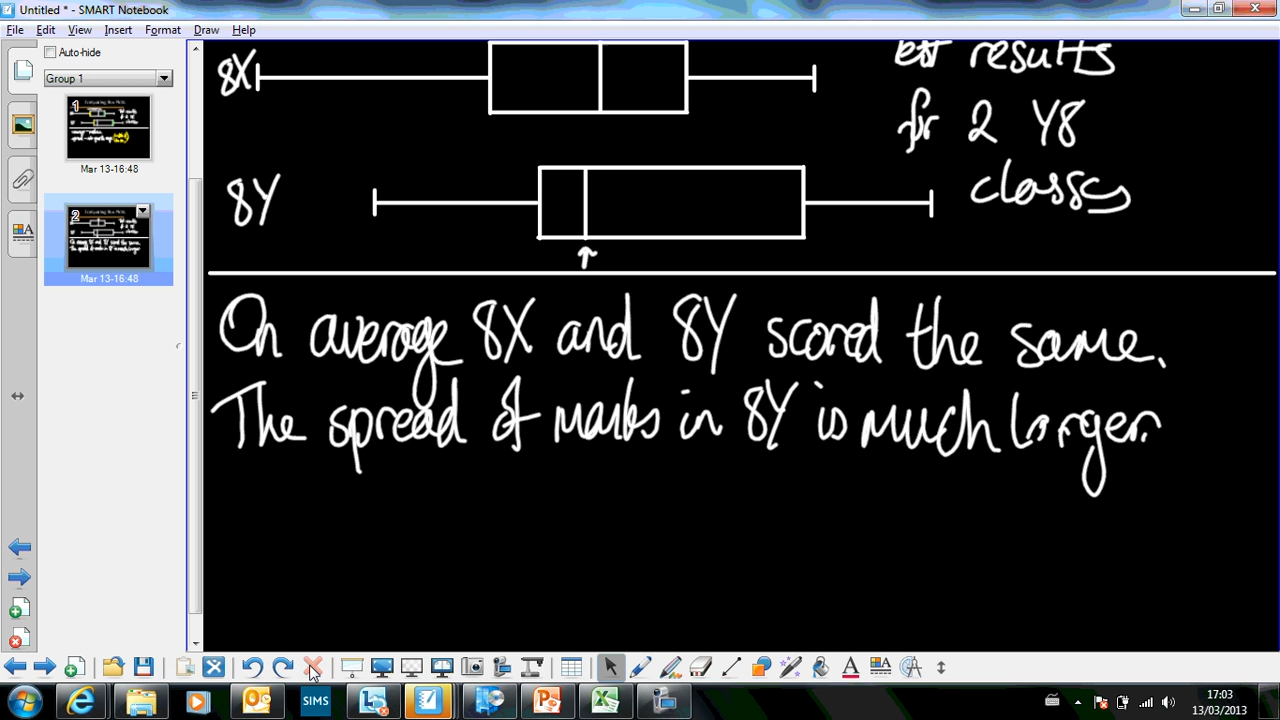 Untitled * - SMART Notebook
File Edit View Insert Format Draw Help
Auto-hide
Group 1
1
Mar 13-16:48
2
Mar 13-16:48
8X
results
for 2 Y8
classes
8Y
On average 8X and 8Y scored the same.
The spread of marks in 8Y is much larger.
SIMS
17:03
13/03/2013